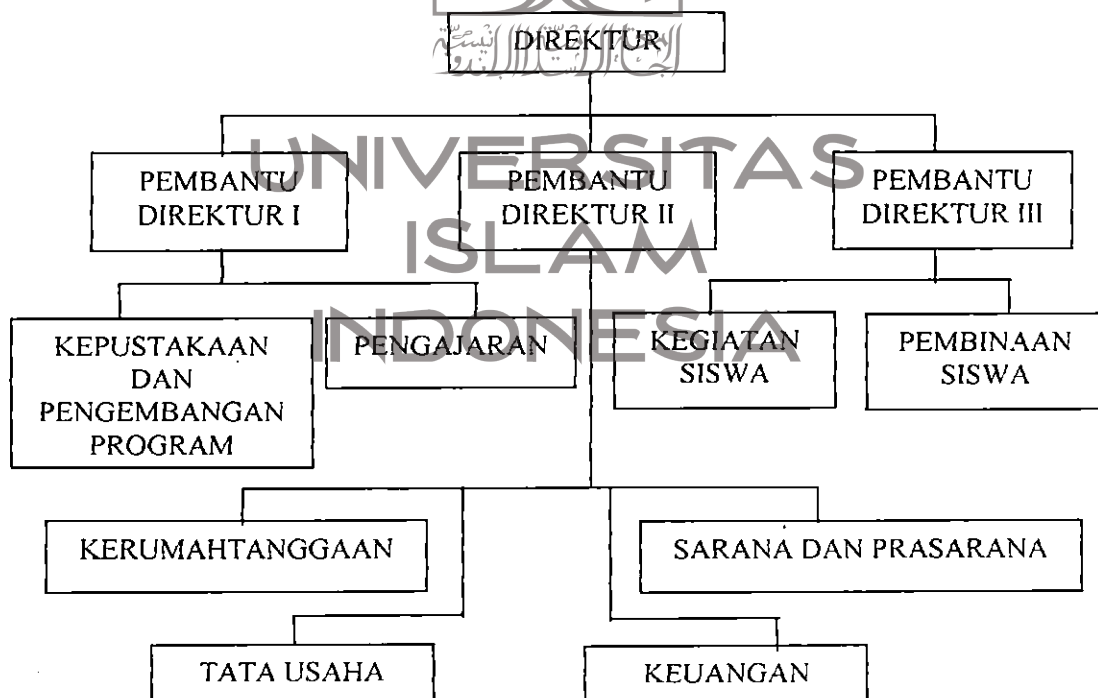 DIREKTUR
UNIVERSITAS
ISLAM
INDONESIA
PEMBANTU
DIREKTUR I
PEMBANTU
DIREKTUR II
PEMBANTU
DIREKTUR III
KEPUSTAKAAN
DAN
PENGEMBANGAN
PROGRAM
PENGAJARAN
KEGIATAN
SISWA
PEMBINAAN
SISWA
KERUMAHTANGGAAN
SARANA DAN PRASARANA
TATA USAHA
KEUANGAN